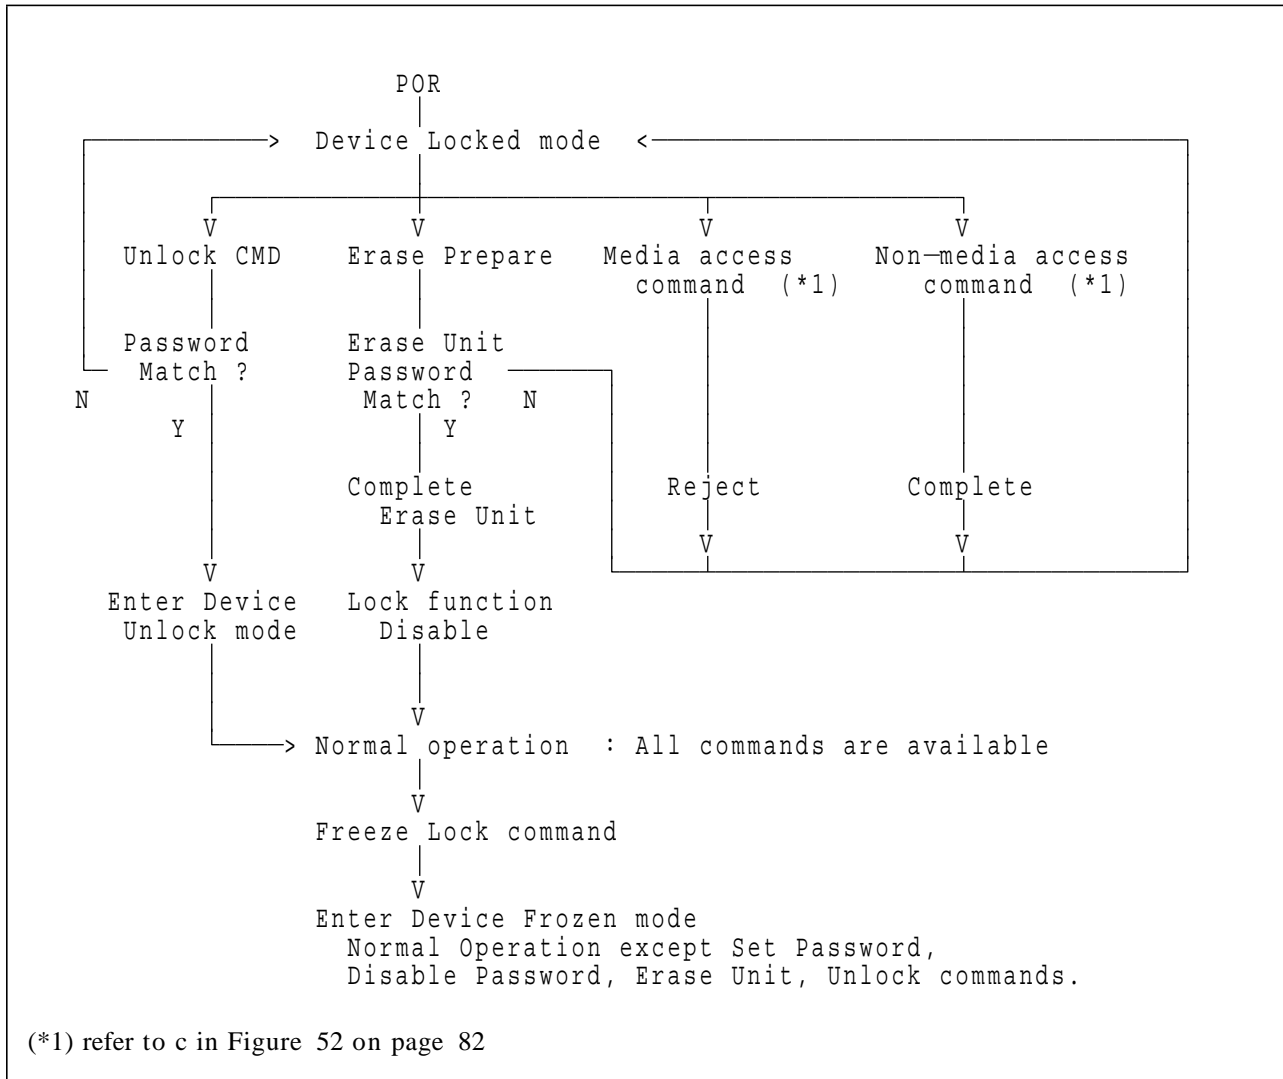 POR
Device Locked mode
Unlock CMD Erase Prepare Media access Non-media access
command (*1) command (*1)
Password Erase Unit
Match ? Password
N Match ? N
Y Y
Complete Reject Complete
Erase Unit
Enter Device Lock function
Unlock mode Disable
Normal operation : All commands are available
Freeze Lock command
Enter Device Frozen mode
Normal Operation except Set Password,
Disable Password, Erase Unit, Unlock commands.
(*1) refer to c in Figure 52 on page 82